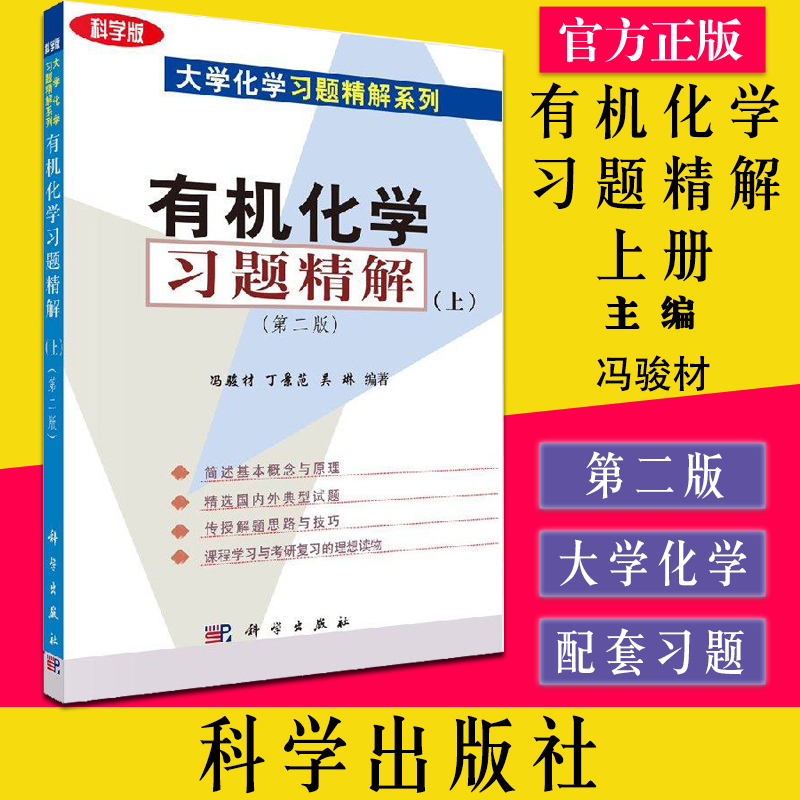 科学版
大学化学
习题精解系列
有机化学习题精解
(上)
(第二版)
科学出版社
科学版
大学化学习题精解系列
有机化学
习题精解
(上)
(第二版)
冯骏材 丁景范 吴 琳 编著
简述基本概念与原理
精选国内外典型试题
传授解题思路与技巧
课程学习与考研复习的理想读物
科学出版社
官方正版
有机化学
习题精解
上册
主编
冯骏材
第二版
大学化学
配套习题
科学出版社